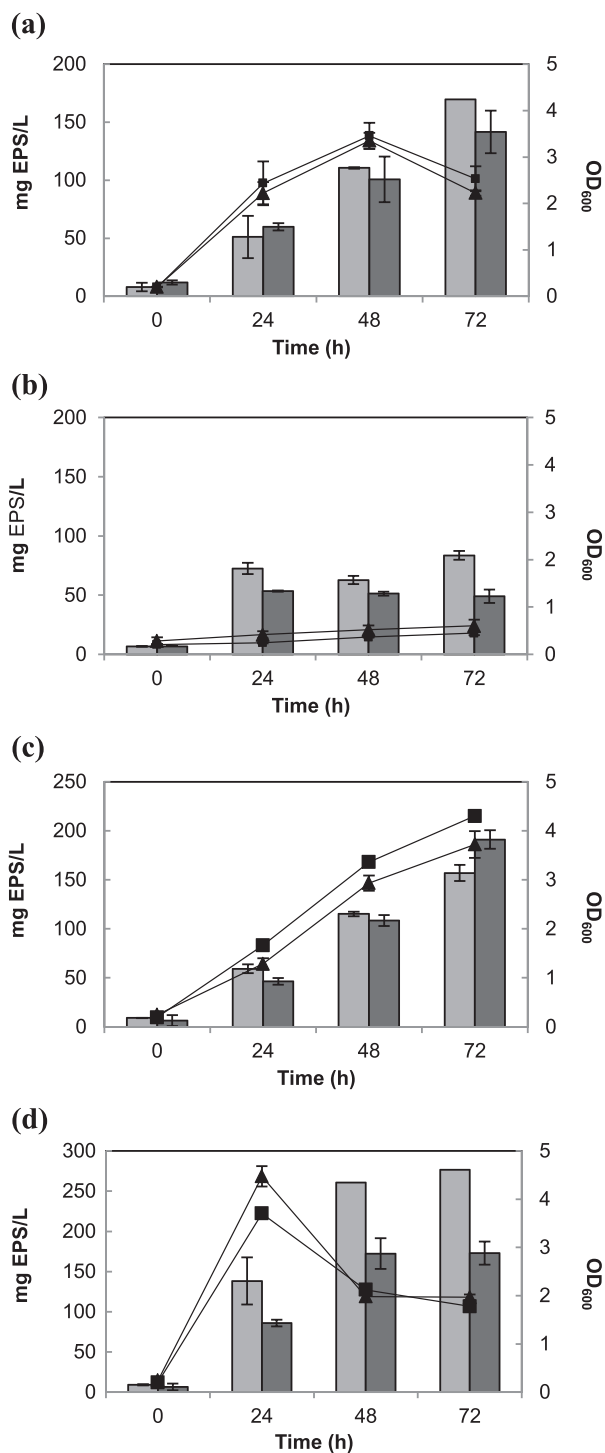 (a)
200 5
150 4
100 3
50 2
0 1
0
mg EPS/L
OD600
0 24 48 72
Time (h)
(b)
200 5
150 4
100 3
50 2
0 1
0
mg EPS/L
OD600
0 24 48 72
Time (h)
(c)
250 5
200 4
150 3
100 2
50 1
0 0
mg EPS/L
OD600
0 24 48 72
Time (h)
(d)
300 5
250 4
200 3
150 2
100 1
50 0
0
mg EPS/L
OD600
0 24 48 72
Time (h)